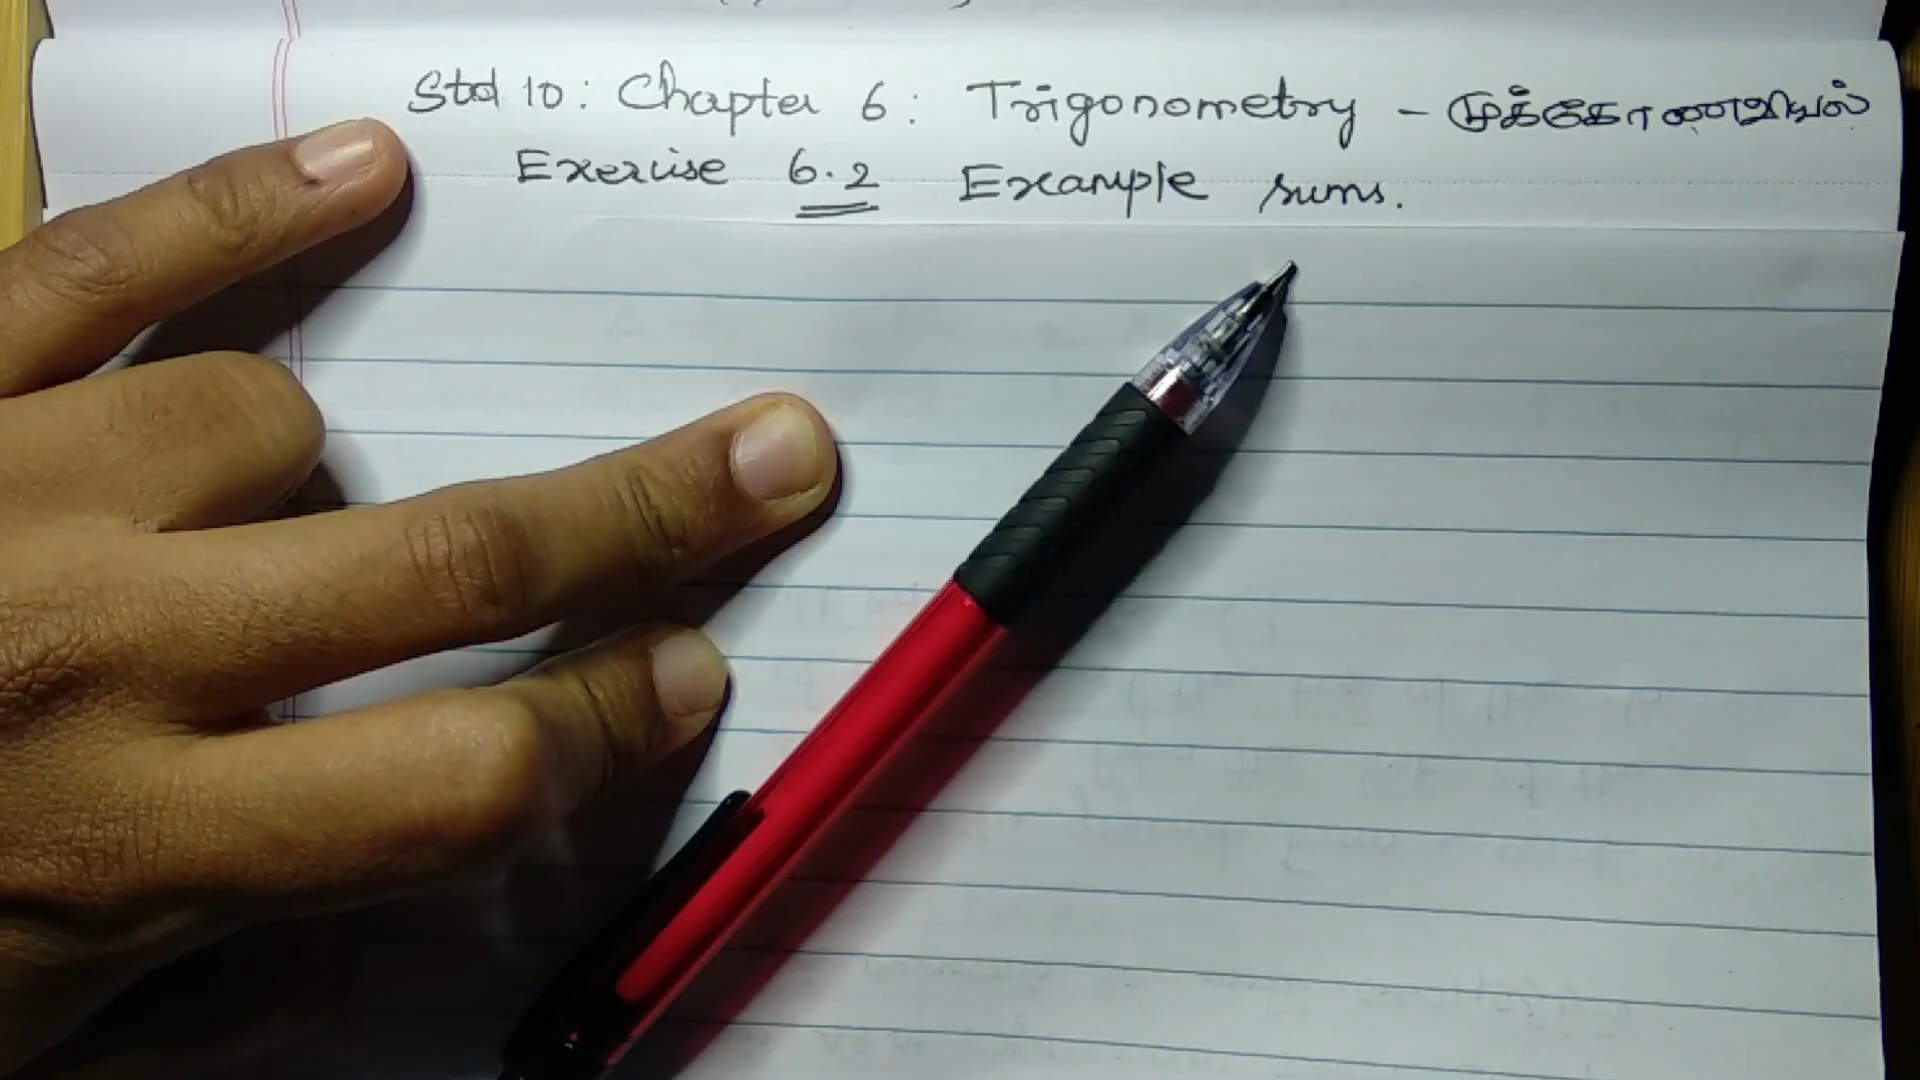 Std 10: Chapter 6: Trigonometry - முக்கோணவியல்
Exercise 6.2 Example sums.